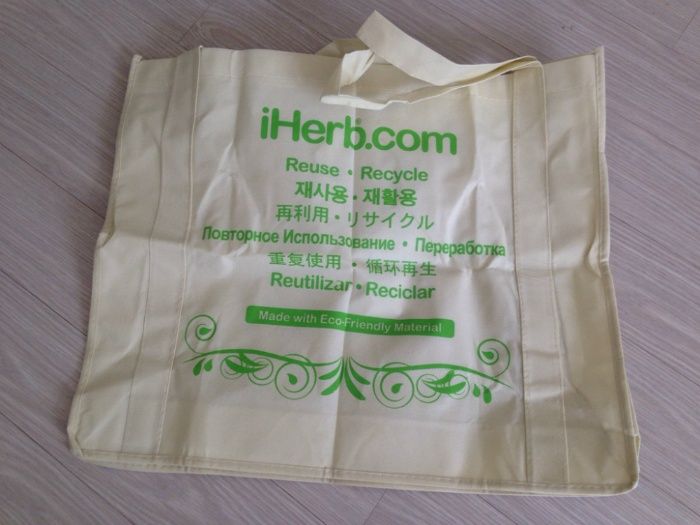 iHerb.com®
Reuse • Recycle
재사용 • 재활용
再利用 • リサイクル
Повторное Использование • Переработка
重复使用 • 循环再生
Reutilizar • Reciclar
Made with Eco-Friendly Material